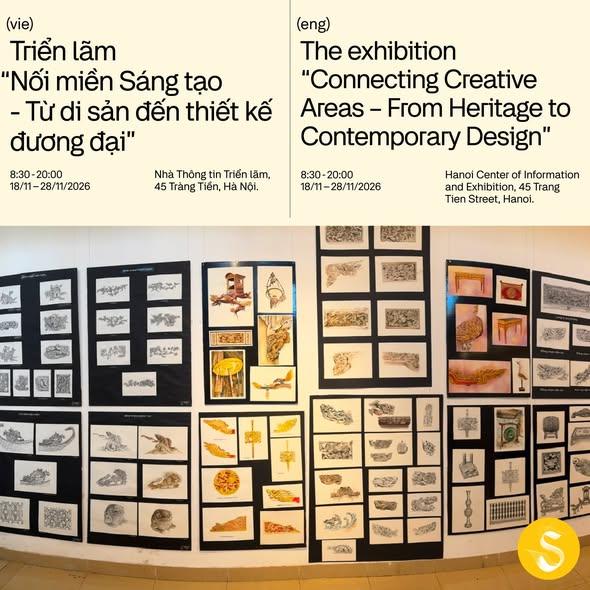 (vie)
Triển lãm
“Nối miền Sáng tạo
- Từ di sản đến thiết kế
đương đại”
8:30 - 20:00
18/11 – 28/11/2026
Nhà Thông tin Triển lãm,
45 Tràng Tiền, Hà Nội.
(eng)
The exhibition
“Connecting Creative
Areas – From Heritage to
Contemporary Design”
8:30 - 20:00
18/11 – 28/11/2026
Hanoi Center of Information
and Exhibition, 45 Trang
Tien Street, Hanoi.
S